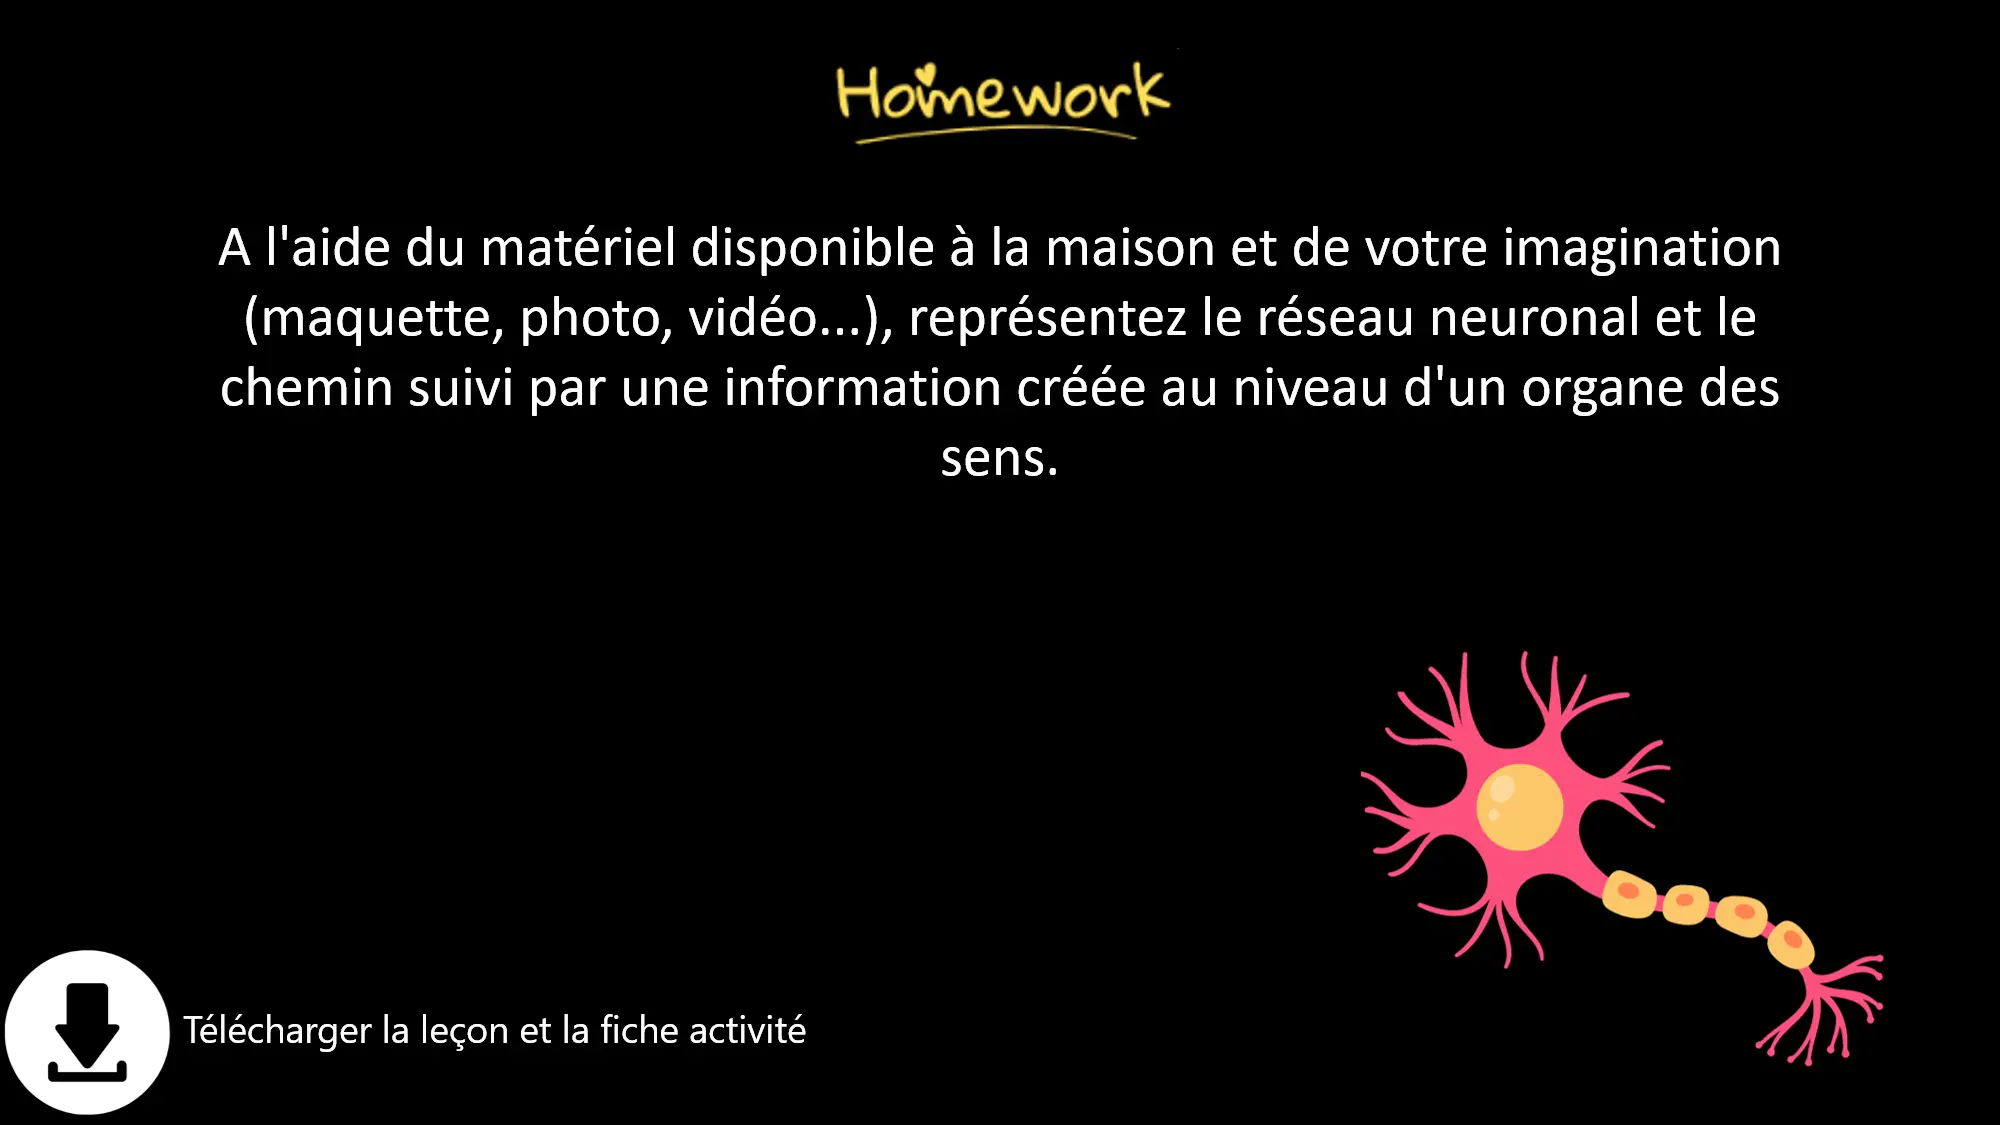 Homework
A l'aide du matériel disponible à la maison et de votre imagination
(maquette, photo, vidéo...), représentez le réseau neuronal et le
chemin suivi par une information créée au niveau d'un organe des
sens.
Télécharger la leçon et la fiche activité